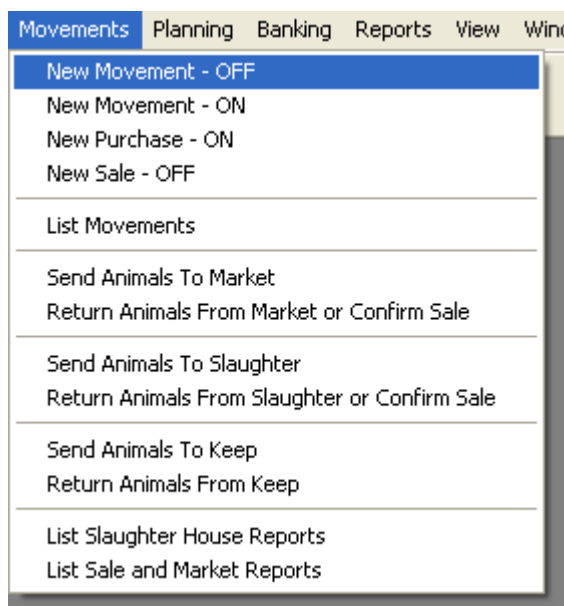 Movements Planning Banking Reports View
New Movement - OFF
New Movement - ON
New Purchase - ON
New Sale - OFF
List Movements
Send Animals To Market
Return Animals From Market or Confirm Sale
Send Animals To Slaughter
Return Animals From Slaughter or Confirm Sale
Send Animals To Keep
Return Animals From Keep
List Slaughter House Reports
List Sale and Market Reports